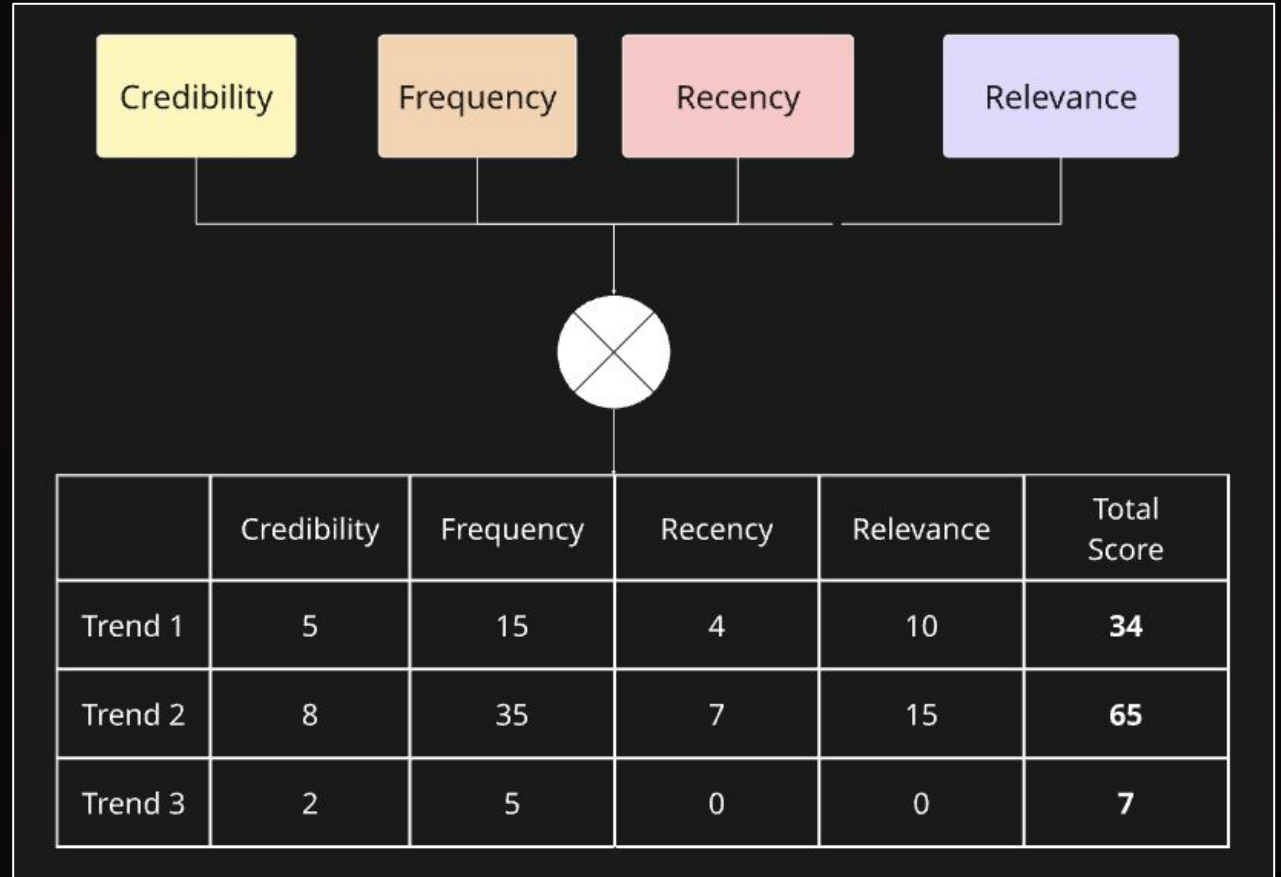 Credibility Frequency Recency Relevance
Credibility Frequency Recency Relevance Total Score
Trend 1 5 15 4 10 34
Trend 2 8 35 7 15 65
Trend 3 2 5 0 0 7